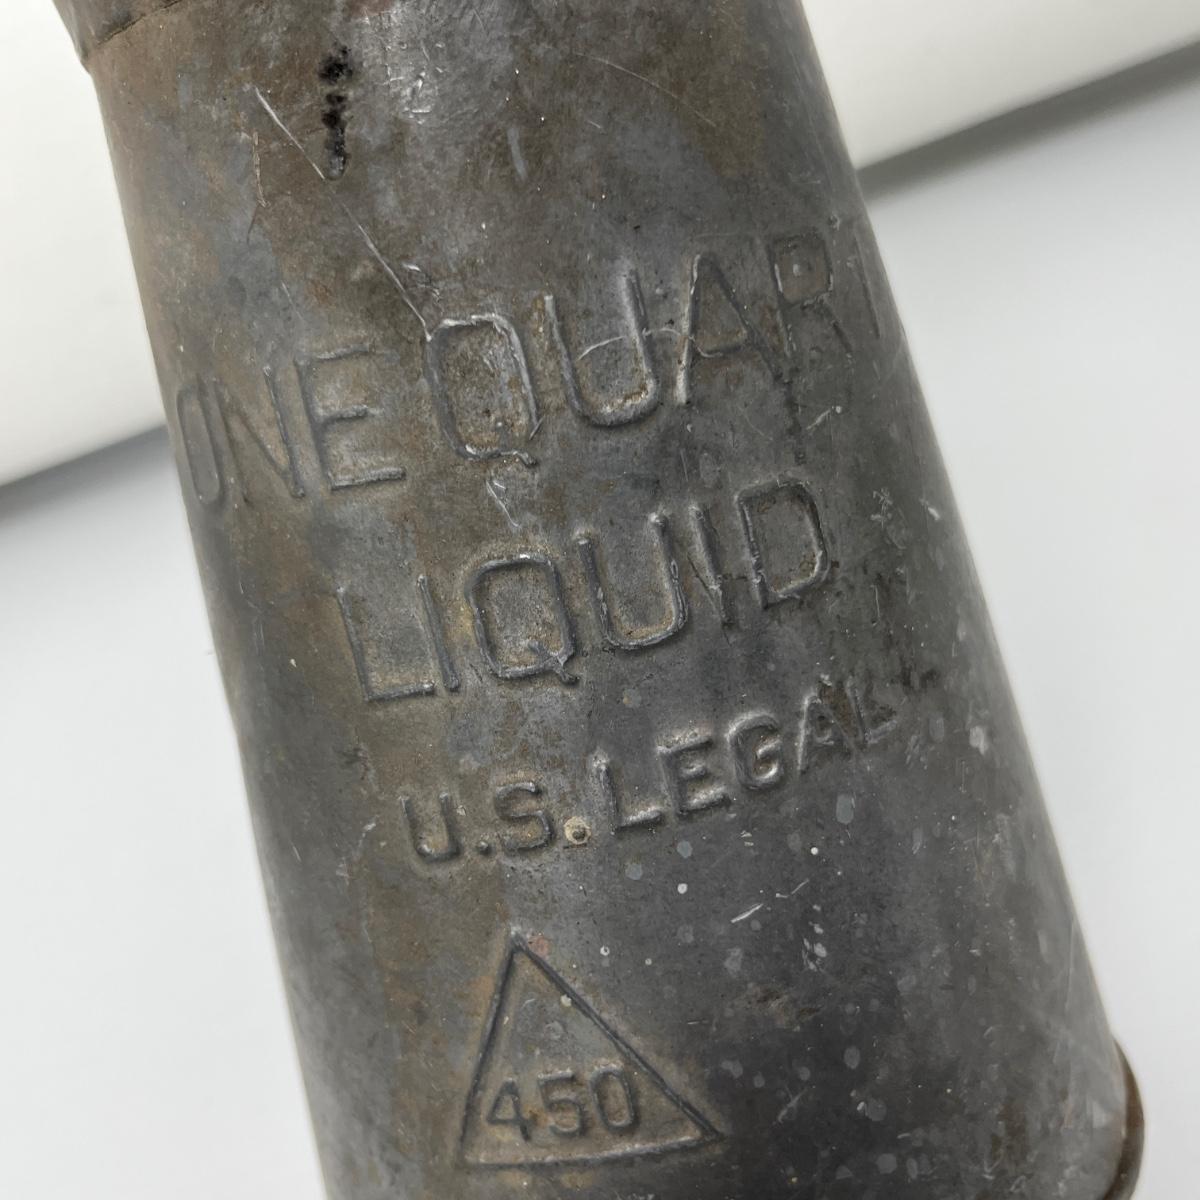 ONE QUART
LIQUID
U.S. LEGAL
450